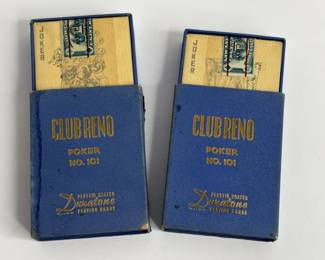 JOKER
CLUB RENO
POKER
NO. 101
PLASTIC COATED
Duratone
PLAYING CARDS
JOKER
CLUB RENO
POKER
NO. 101
PLASTIC COATED
Duratone
PLAYING CARDS